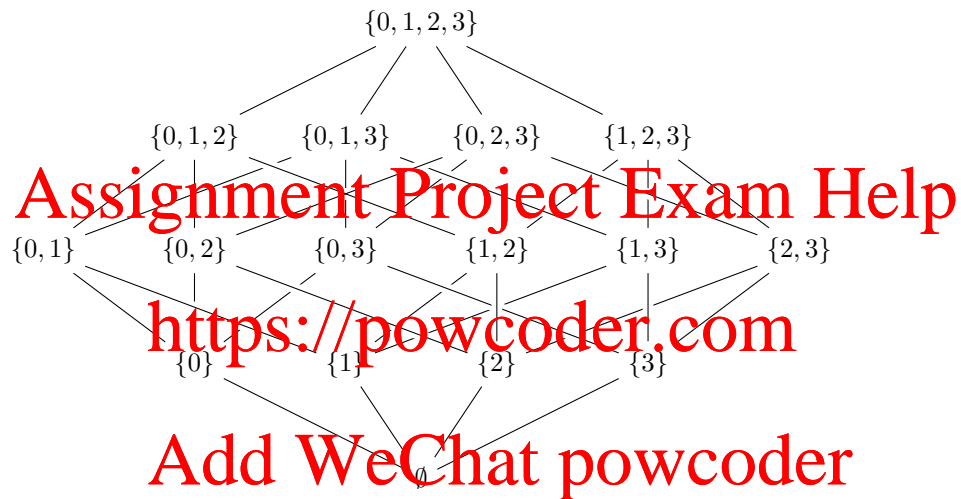 {0, 1, 2, 3}
{0, 1, 2} {0, 1, 3} {0, 2, 3} {1, 2, 3}
Assignment Project Exam Help
{0, 1} {0, 2} {0, 3} {1, 2} {1, 3} {2, 3}
https://powcoder.com
{0} {1} {2} {3}
Add WeChat powcoder
∅